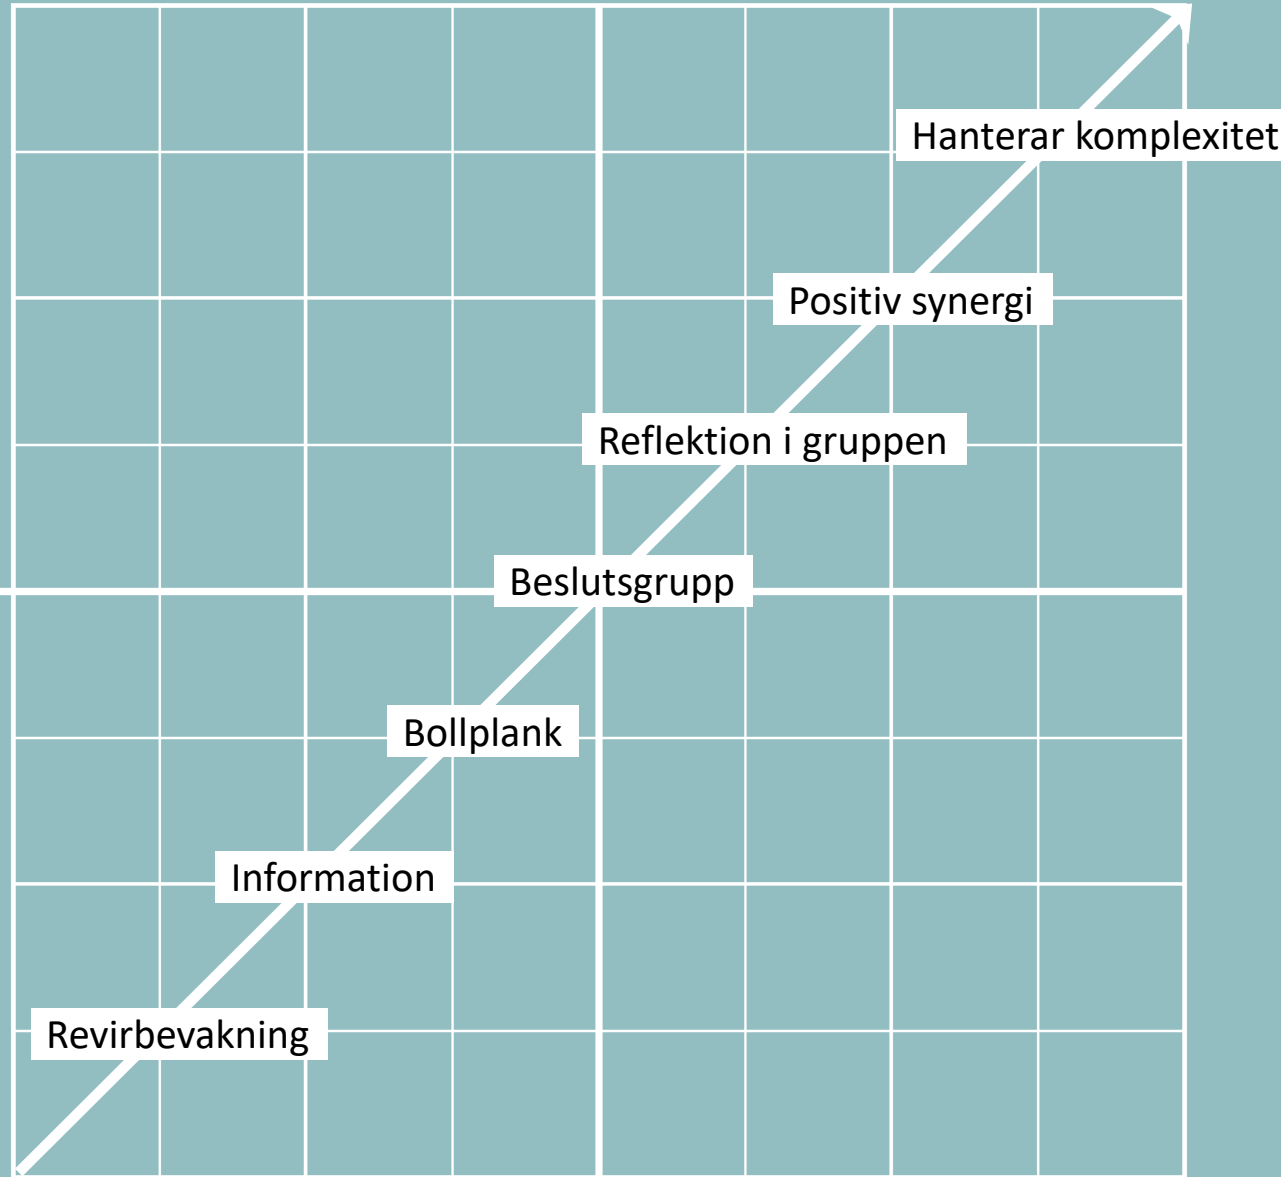 Hanterar komplexitet
Positiv synergi
Reflektion i gruppen
Beslutsgrupp
Bollplank
Information
Revirbevakning